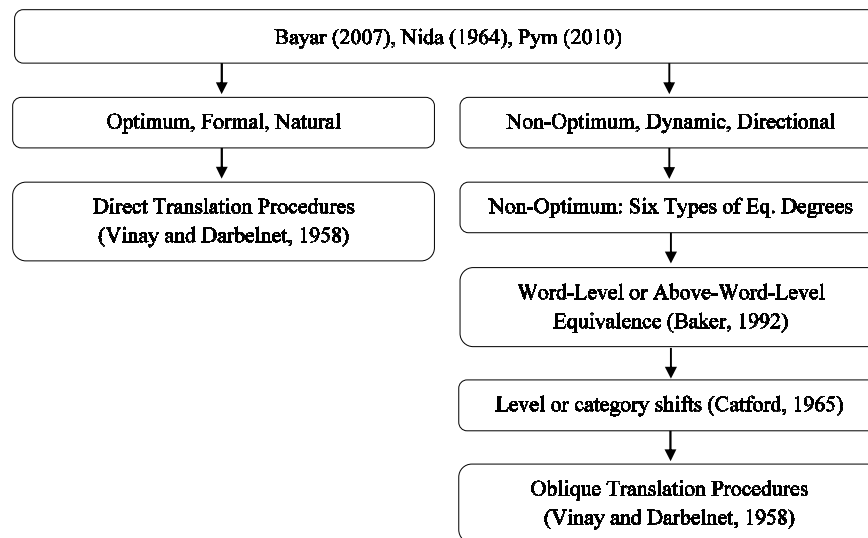 Bayar (2007), Nida (1964), Pym (2010)
Optimum, Formal, Natural
Direct Translation Procedures
(Vinay and Darbelnet, 1958)
Non-Optimum, Dynamic, Directional
Non-Optimum: Six Types of Eq. Degrees
Word-Level or Above-Word-Level
Equivalence (Baker, 1992)
Level or category shifts (Catford, 1965)
Oblique Translation Procedures
(Vinay and Darbelnet, 1958)